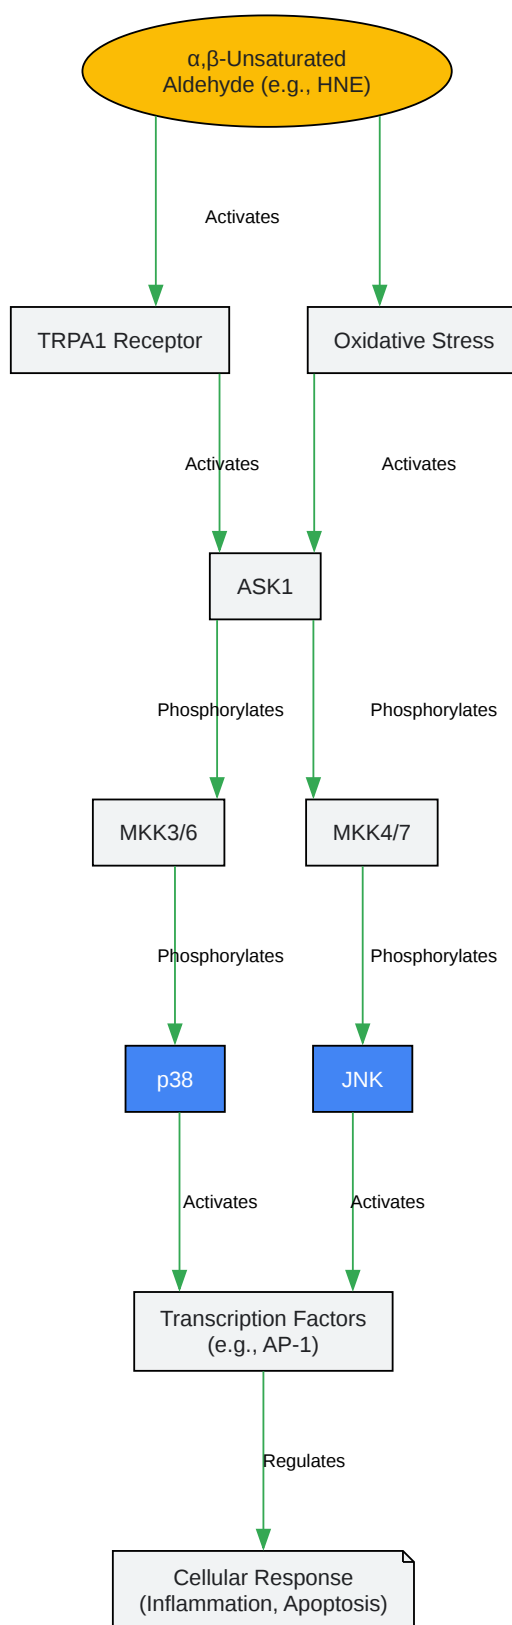 α,β-Unsaturated
Aldehyde (e.g., HNE)
Activates
TRPA1 Receptor
Oxidative Stress
Activates
Activates
ASK1
Phosphorylates
Phosphorylates
MKK3/6
MKK4/7
Phosphorylates
Phosphorylates
p38
JNK
Activates
Activates
Transcription Factors
(e.g., AP-1)
Regulates
Cellular Response
(Inflammation, Apoptosis)